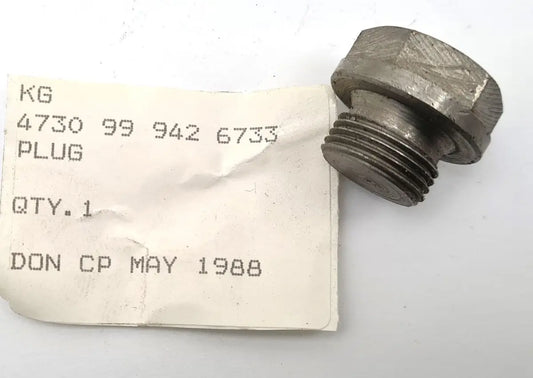 KG
4730 99 942 6733
PLUG
QTY. 1
DON CP MAY 1988